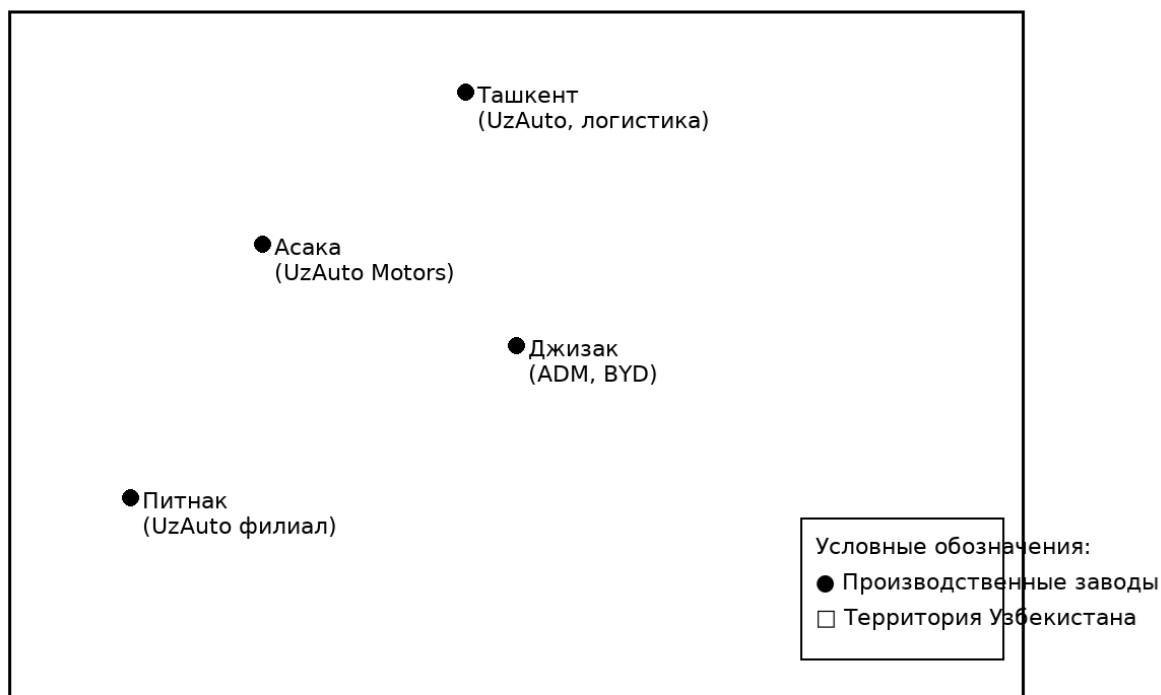 Ташкент
(UzAuto, логистика)
Асака
(UzAuto Motors)
Джизак
(ADM, BYD)
Питнак
(UzAuto филиал)
Условные обозначения:
● Производственные заводы
□ Территория Узбекистана